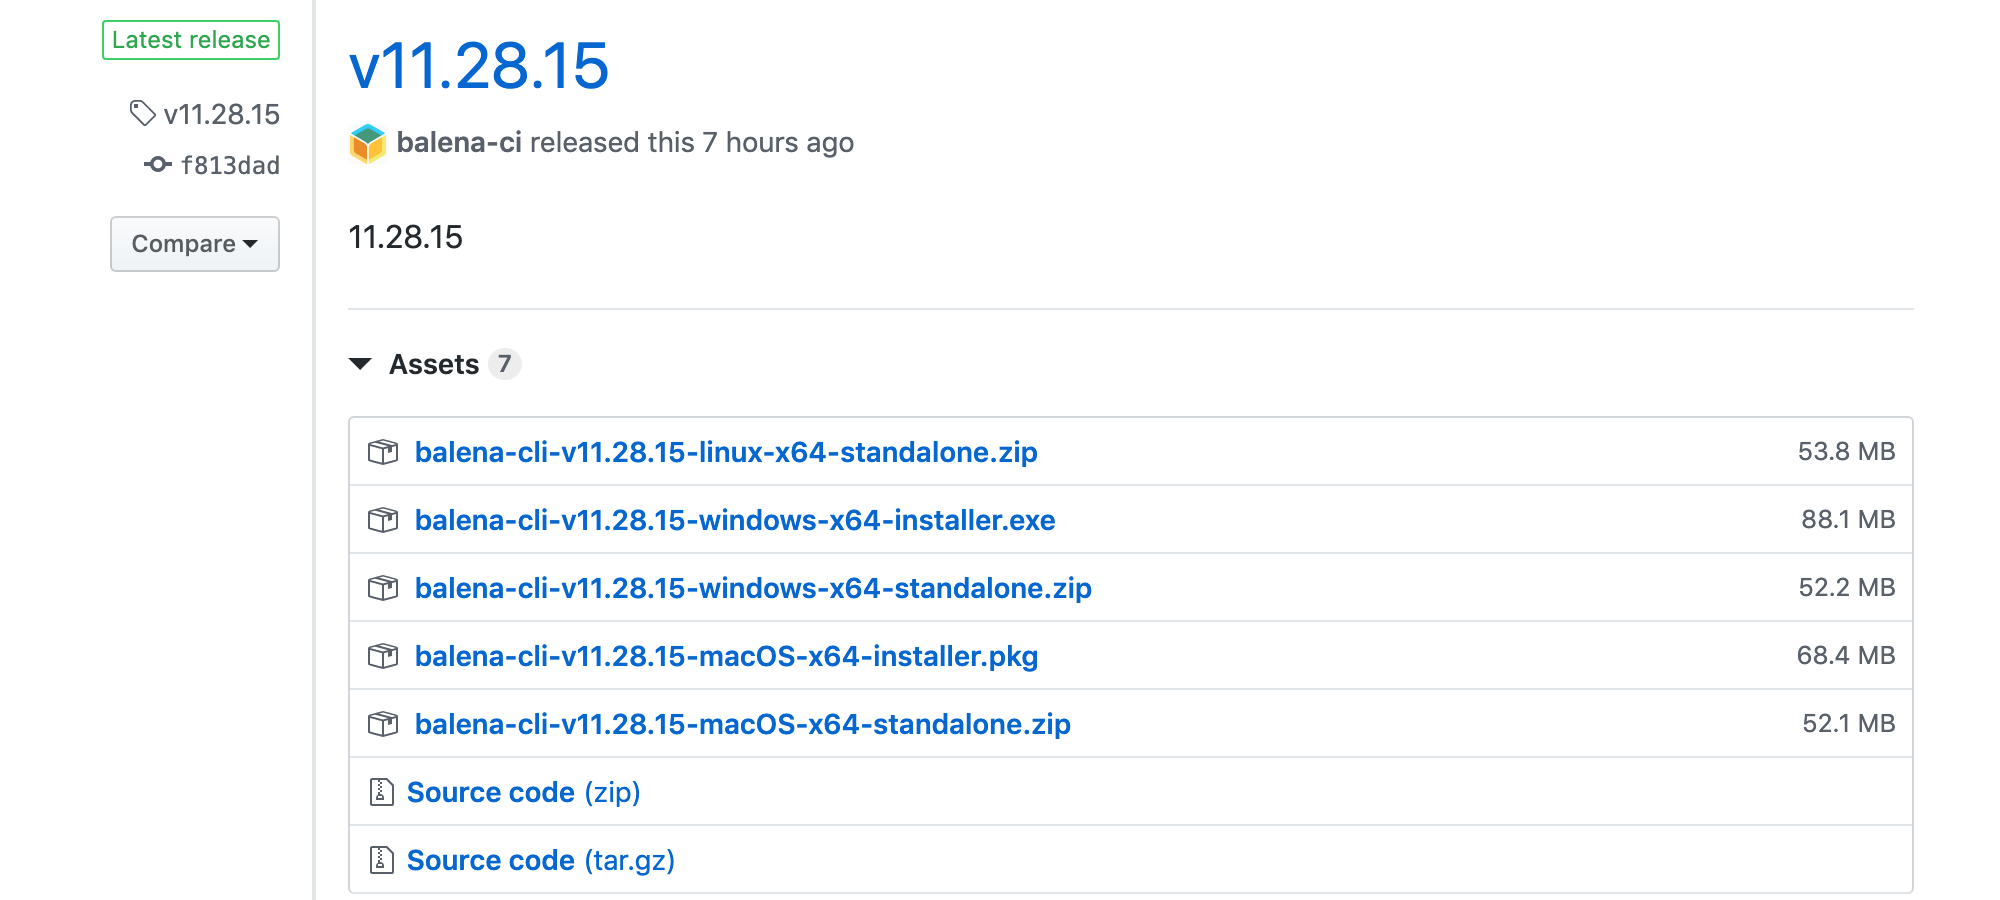 Latest release
v11.28.15
f813dad
Compare
v11.28.15
balena-ci released this 7 hours ago
11.28.15
Assets 7
balena-cli-v11.28.15-linux-x64-standalone.zip 53.8 MB
balena-cli-v11.28.15-windows-x64-installer.exe 88.1 MB
balena-cli-v11.28.15-windows-x64-standalone.zip 52.2 MB
balena-cli-v11.28.15-macOS-x64-installer.pkg 68.4 MB
balena-cli-v11.28.15-macOS-x64-standalone.zip 52.1 MB
Source code (zip)
Source code (tar.gz)